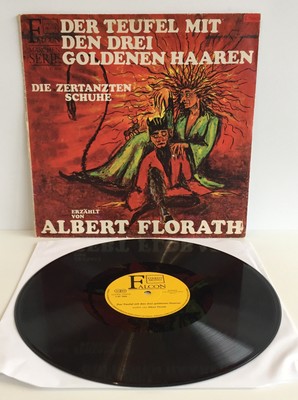 DER TEUFEL MIT
DEN DREI
GOLDENEN HAAREN
DIE ZERTANZTEN
SCHUHE
ERZÄHLT
VON
ALBERT FLORATH
FALCON